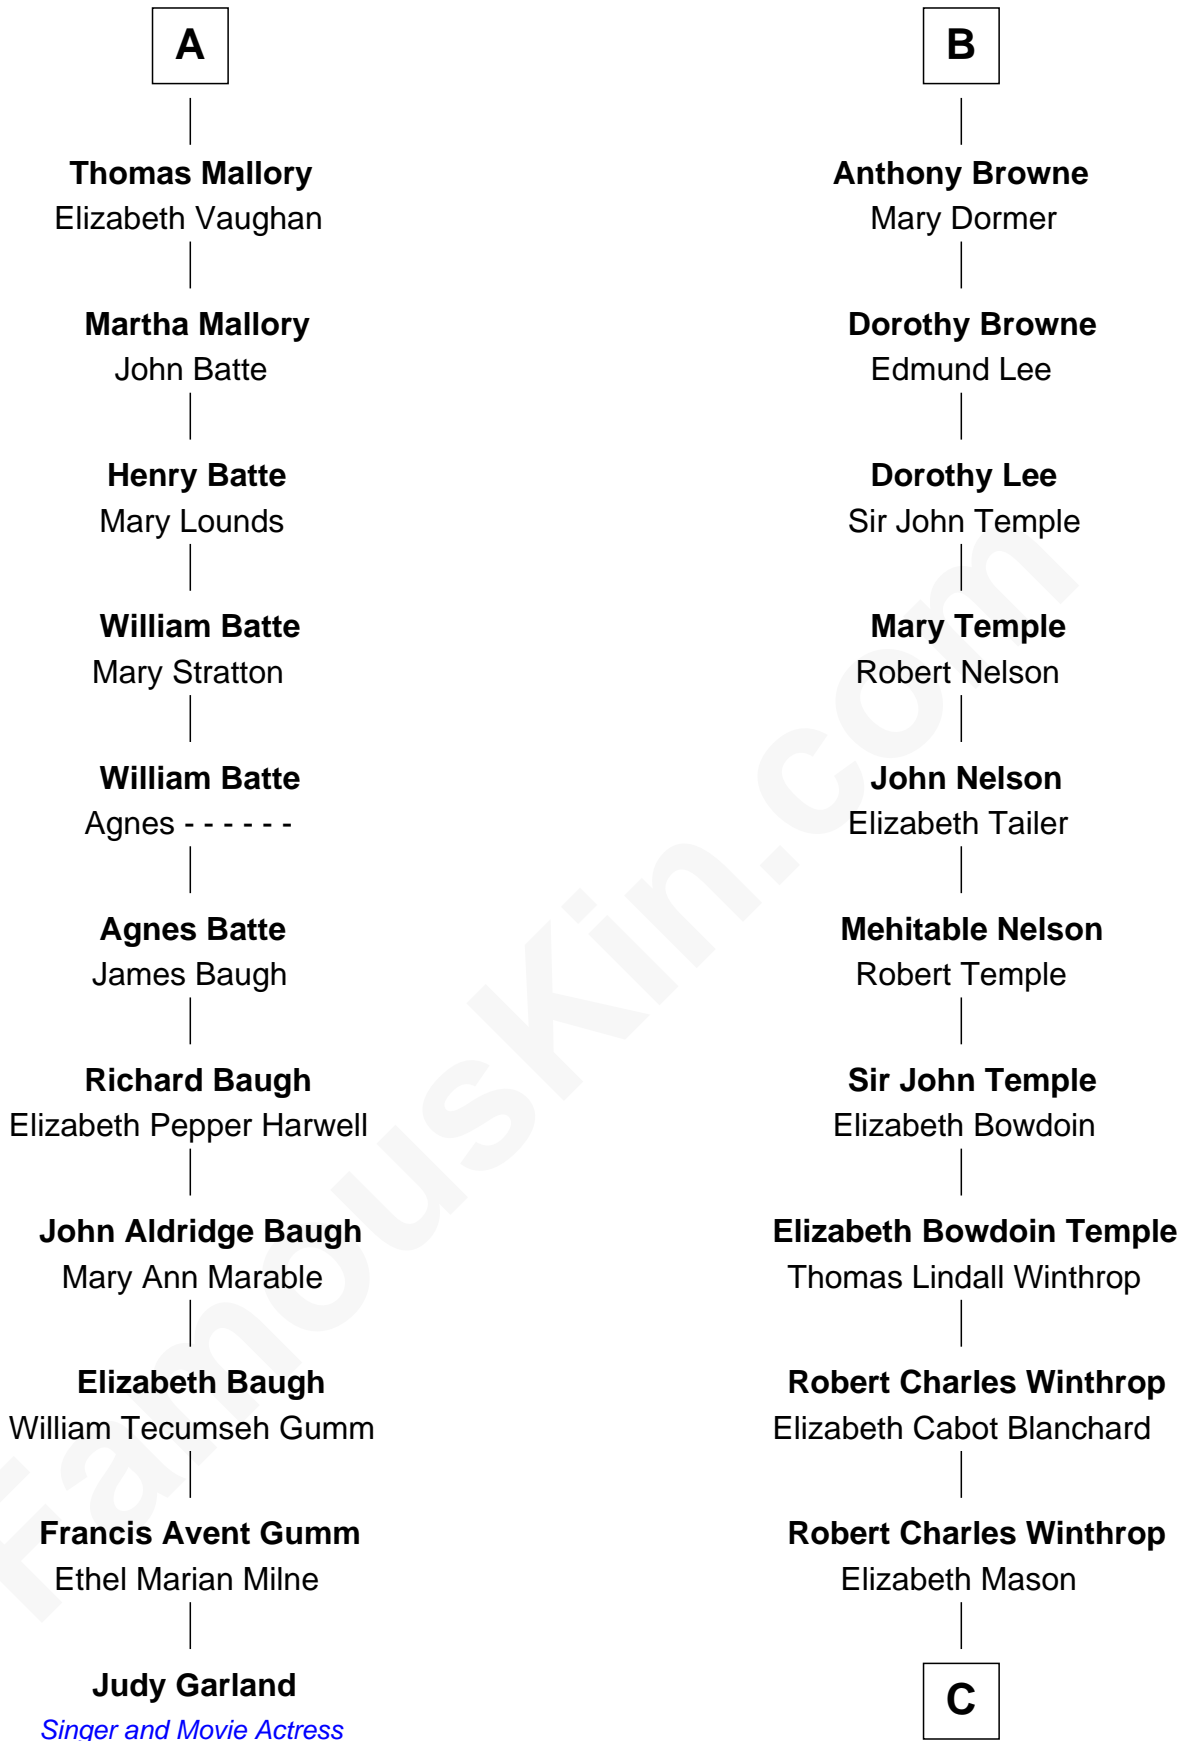 A
Thomas Mallory
Elizabeth Vaughan
Martha Mallory
John Batte
Henry Batte
Mary Lounds
William Batte
Mary Stratton
William Batte
Agnes - - - - - -
Agnes Batte
James Baugh
Richard Baugh
Elizabeth Pepper Harwell
John Aldridge Baugh
Mary Ann Marable
Elizabeth Baugh
William Tecumseh Gumm
Francis Avent Gumm
Ethel Marian Milne
Judy Garland
Singer and Movie Actress
B
Anthony Browne
Mary Dormer
Dorothy Browne
Edmund Lee
Dorothy Lee
Sir John Temple
Mary Temple
Robert Nelson
John Nelson
Elizabeth Tailer
Mehitable Nelson
Robert Temple
Sir John Temple
Elizabeth Bowdoin
Elizabeth Bowdoin Temple
Thomas Lindall Winthrop
Robert Charles Winthrop
Elizabeth Cabot Blanchard
Robert Charles Winthrop
Elizabeth Mason
C
FamousKin.com